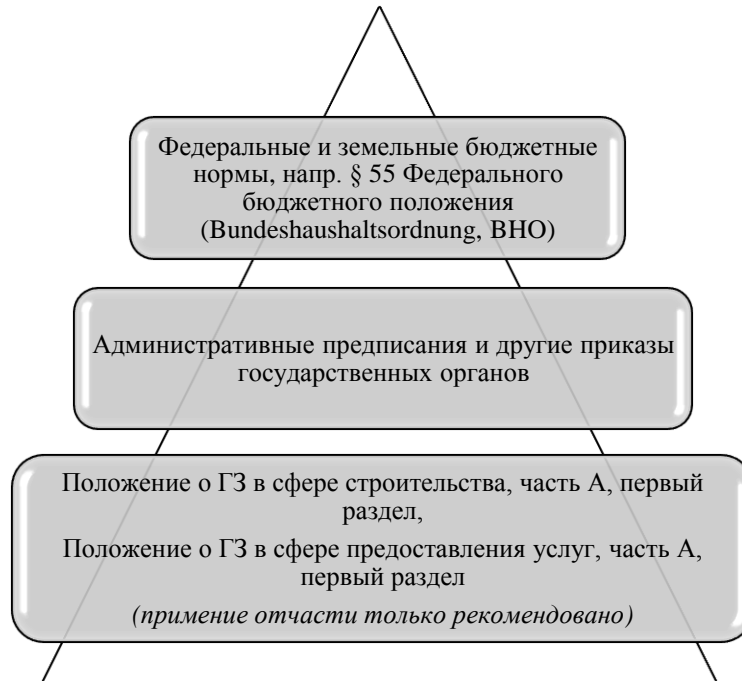 Федеральные и земельные бюджетные
нормы, напр. § 55 Федерального
бюджетного положения
(Bundeshaushaltsordnung, BHO)
Административные предписания и другие приказы
государственных органов
Положение о ГЗ в сфере строительства, часть А, первый
раздел,
Положение о ГЗ в сфере предоставления услуг, часть А,
первый раздел
(примение отчасти только рекомендовано)